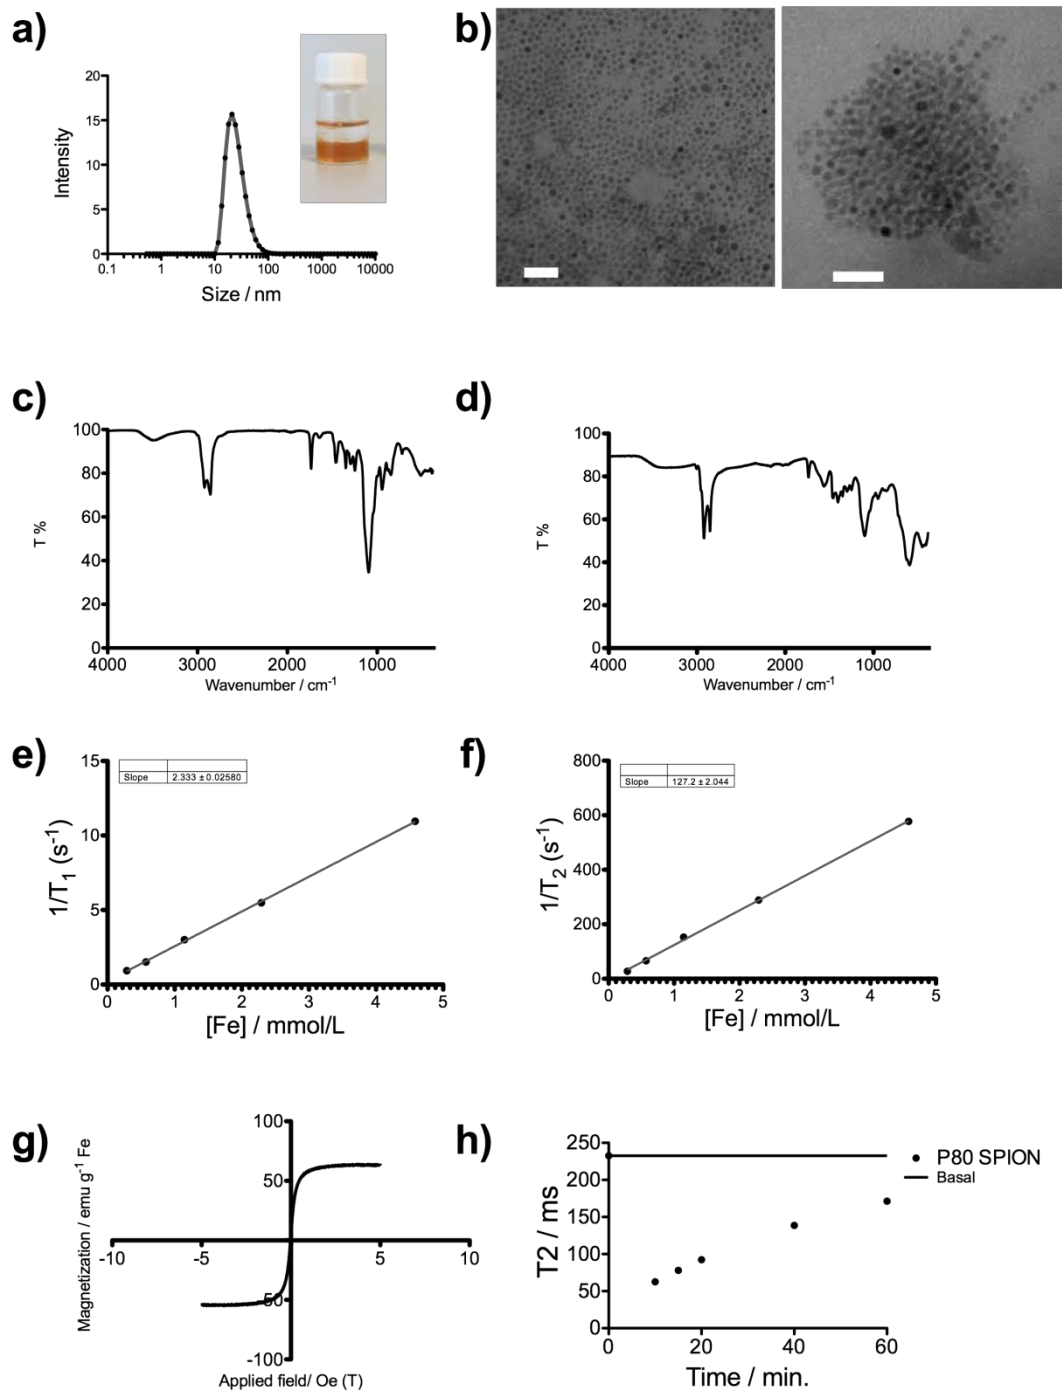 a)
20
15
10
5
0
0.1 1 10 100 1000 10000
Intensity
Size / nm
b)
c)
100
80
60
40
20
0
4000 3000 2000 1000
T %
Wavenumber / cm-1
d)
100
80
60
40
20
0
4000 3000 2000 1000
T %
Wavenumber / cm-1
e)
15
10
5
0
0 1 2 3 4 5
Slope 2.333 ± 0.02580
1/T1 (s-1)
[Fe] / mmol/L
f)
800
600
400
200
0
0 1 2 3 4 5
Slope 127.2 ± 2.044
1/T2 (s-1)
[Fe] / mmol/L
g)
100
50
-10 -5 5 10
-50
-100
Magnetization / emu g-1 Fe
Applied field/ Oe (T)
h)
250
200
150
100
50
0
0 20 40 60
T2 / ms
Time / min.
P80 SPION
Basal